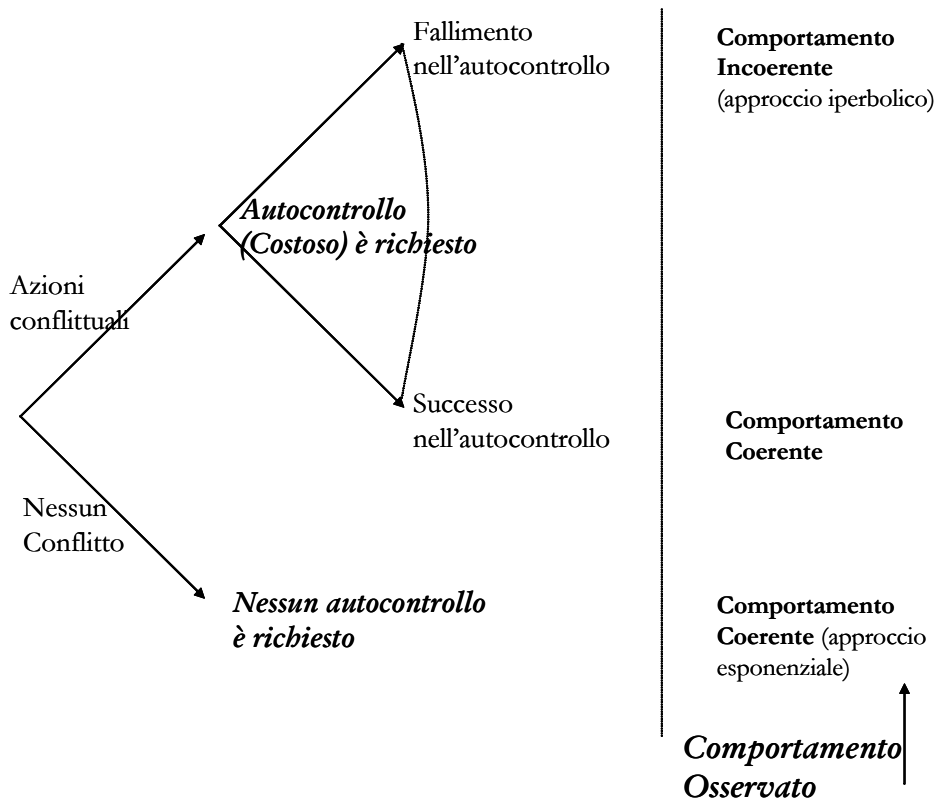 Fallimento
nell’autocontrollo
Comportamento
Incoerente
(approccio iperbolico)
Autocontrollo
(Costoso) è richiesto
Azioni
conflittuali
Successo
nell’autocontrollo
Comportamento
Coerente
Nessun
Conflitto
Nessun autocontrollo
è richiesto
Comportamento
Coerente (approccio
esponenziale)
Comportamento
Osservato